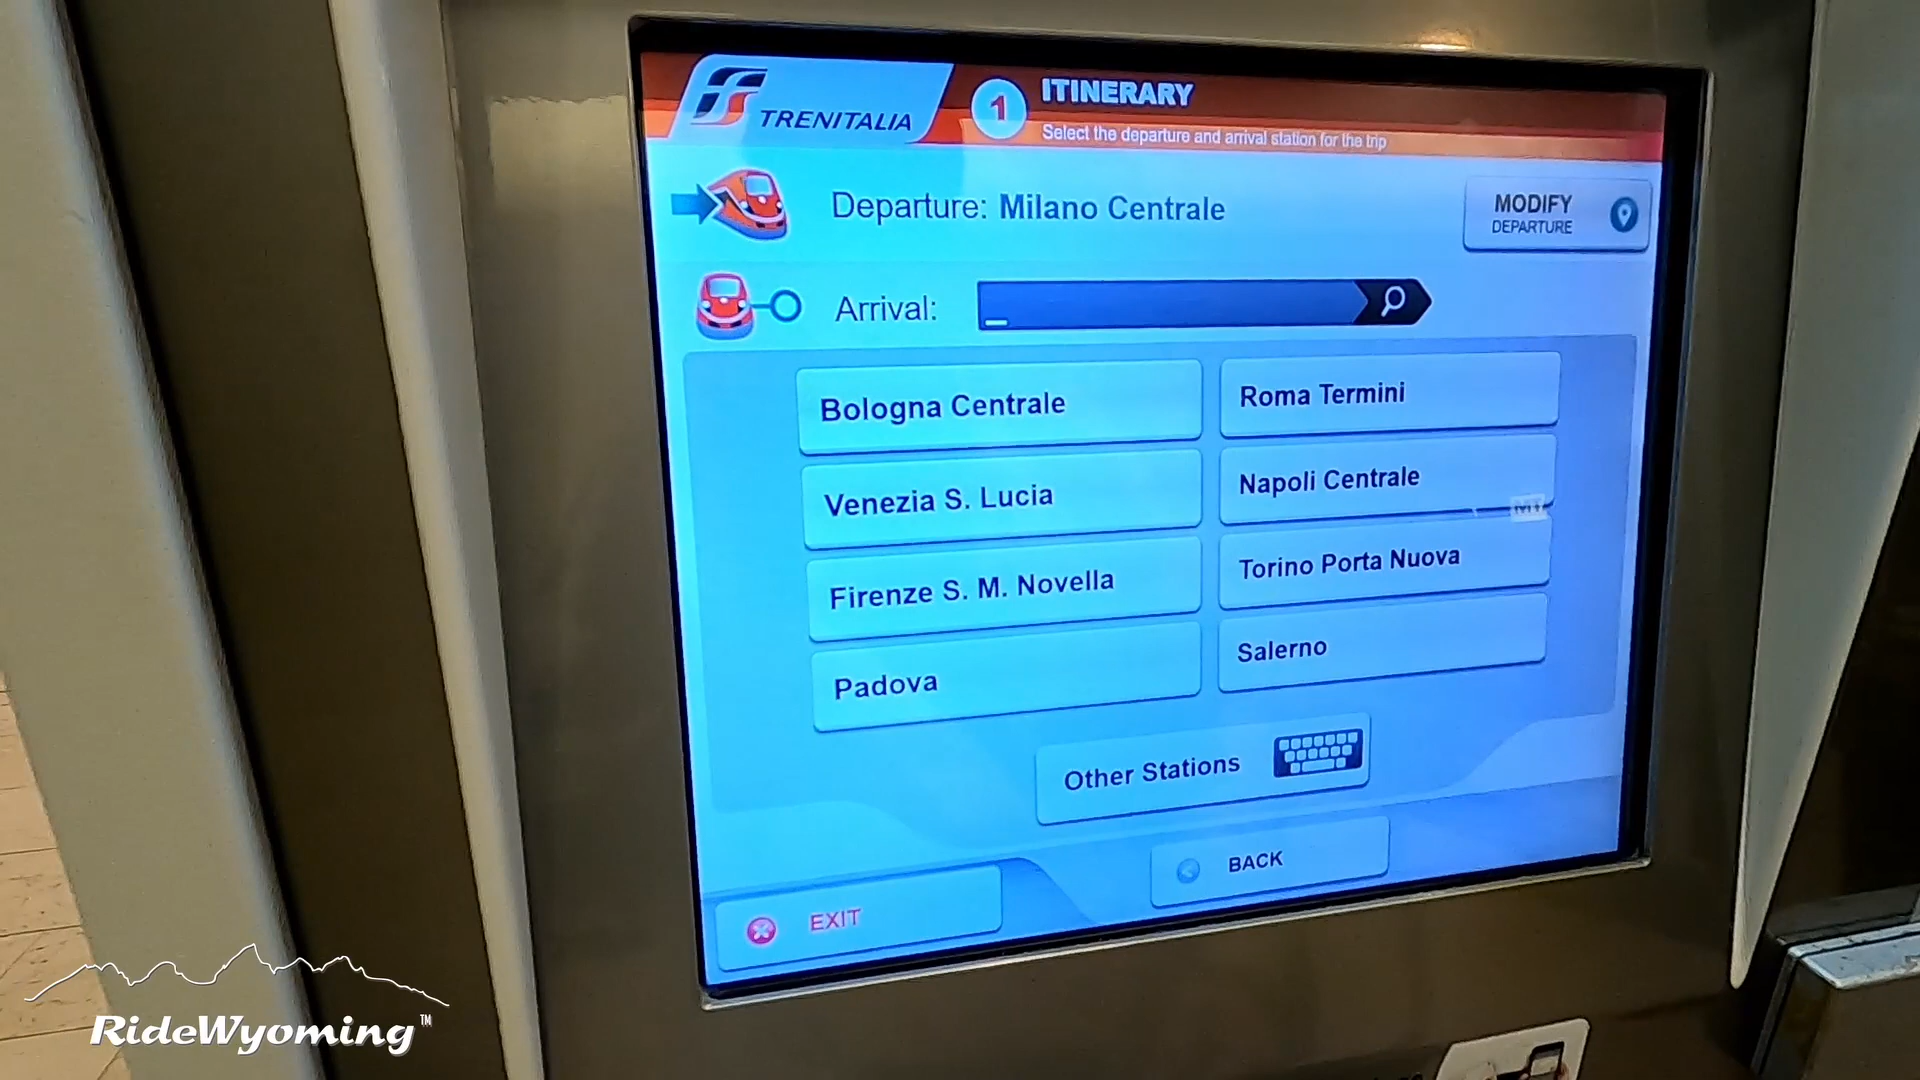 TRENITALIA
1
ITINERARY
Select the departure and arrival station for the trip
Departure: Milano Centrale
MODIFY
DEPARTURE
Arrival:
Bologna Centrale
Roma Termini
Venezia S. Lucia
Napoli Centrale
Firenze S. M. Novella
Torino Porta Nuova
Padova
Salerno
Other Stations
BACK
EXIT
RideWyoming™